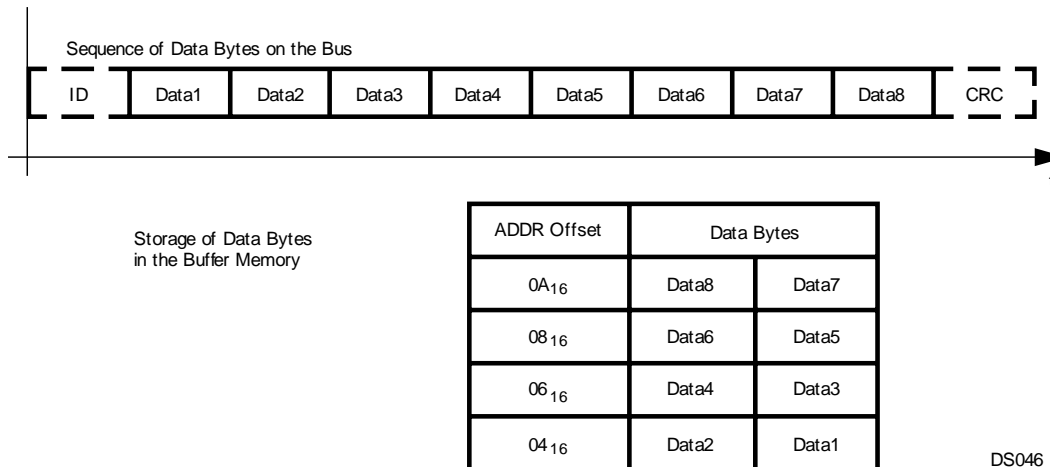 Sequence of Data Bytes on the Bus
ID Data1 Data2 Data3 Data4 Data5 Data6 Data7 Data8 CRC
Storage of Data Bytes
in the Buffer Memory
ADDR Offset Data Bytes
0A16 Data8 Data7
0816 Data6 Data5
0616 Data4 Data3
0416 Data2 Data1
DS046